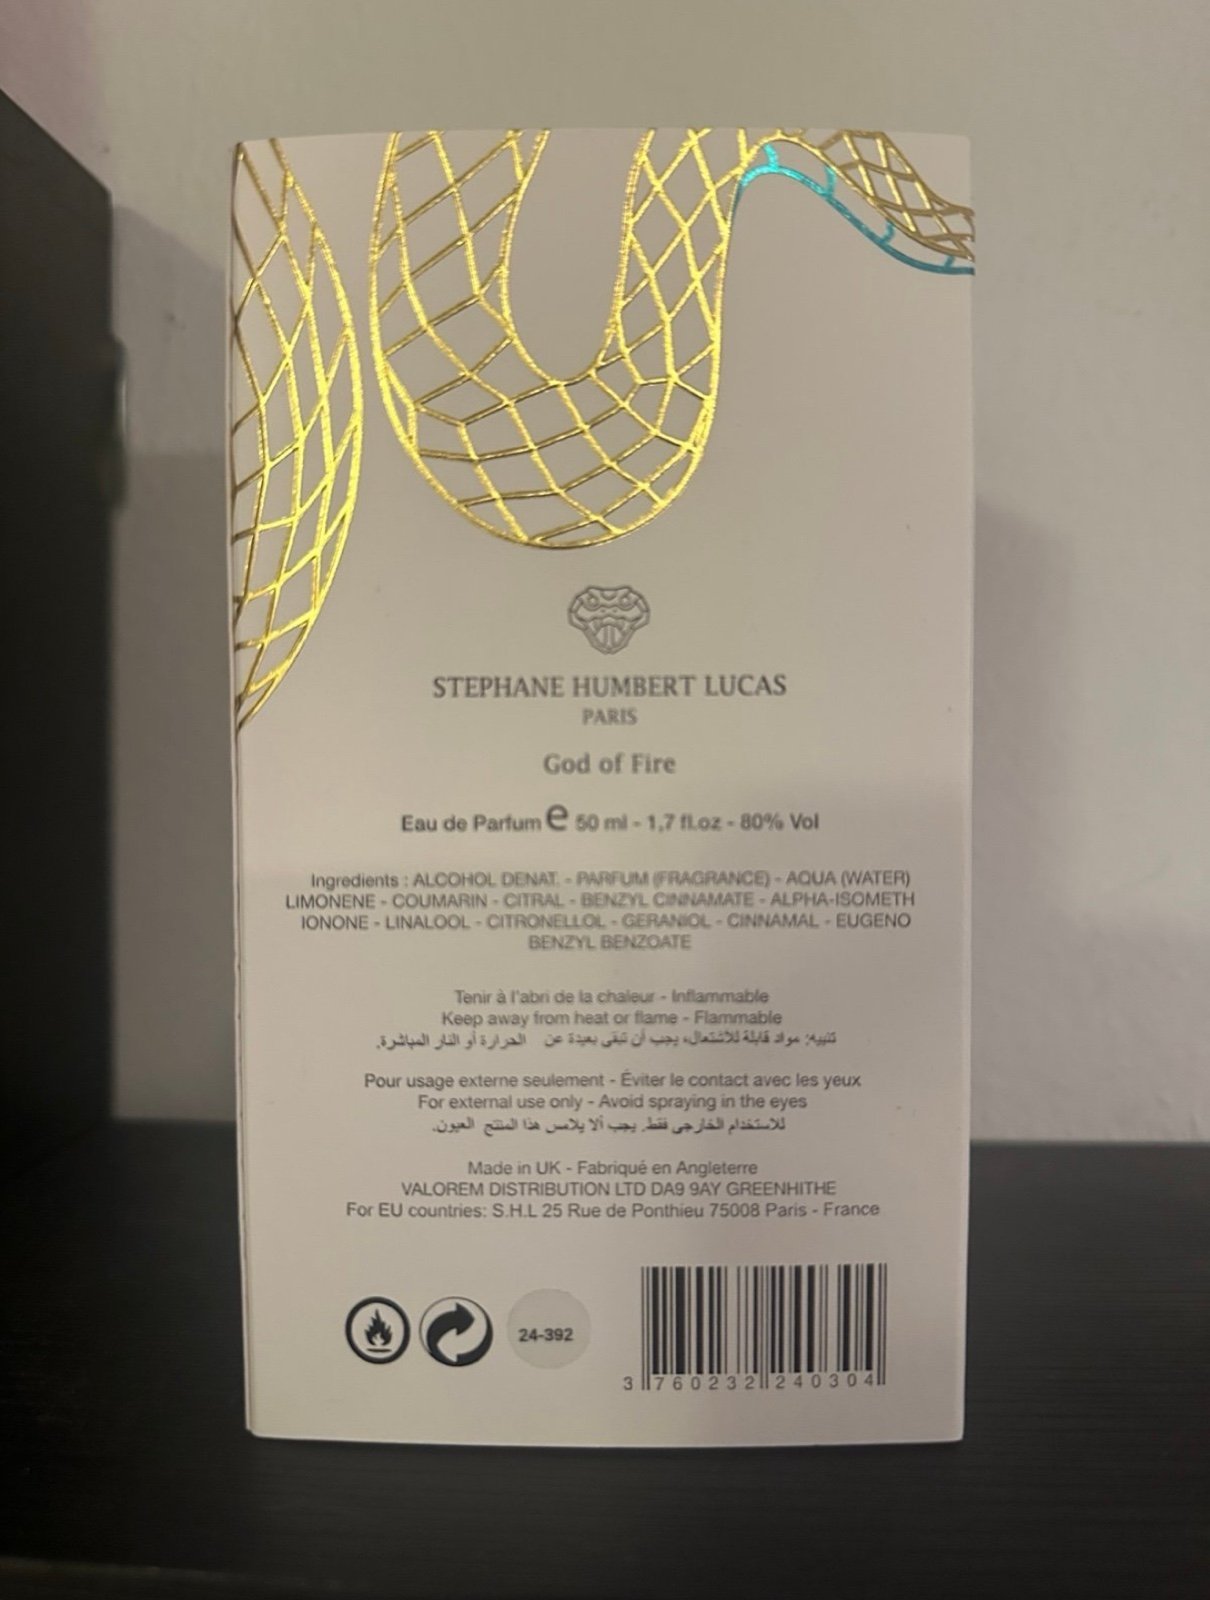 STEPHANE HUMBERT LUCAS
PARIS
God of Fire
Eau de Parfum e 50 ml - 1,7 fl.oz - 80% Vol
Ingredients : ALCOHOL DENAT. - PARFUM (FRAGRANCE) - AQUA (WATER)
LIMONENE - COUMARIN - CITRAL - BENZYL CINNAMATE - ALPHA-ISOMETH
IONONE - LINALOOL - CITRONELLOL - GERANIOL - CINNAMAL - EUGENO
BENZYL BENZOATE
Tenir à l'abri de la chaleur - Inflammable
Keep away from heat or flame - Flammable
تنبيه: مواد قابلة للاشتعال، يجب أن تبقى بعيدة عن الحرارة أو النار المباشرة.
Pour usage externe seulement - Éviter le contact avec les yeux
For external use only - Avoid spraying in the eyes
للاستخدام الخارجي فقط. يجب ألا يلامس هذا المنتج العيون.
Made in UK - Fabriqué en Angleterre
VALOREM DISTRIBUTION LTD DA9 9AY GREENHITHE
For EU countries: S.H.L 25 Rue de Ponthieu 75008 Paris - France
24-392
3 760232 240304